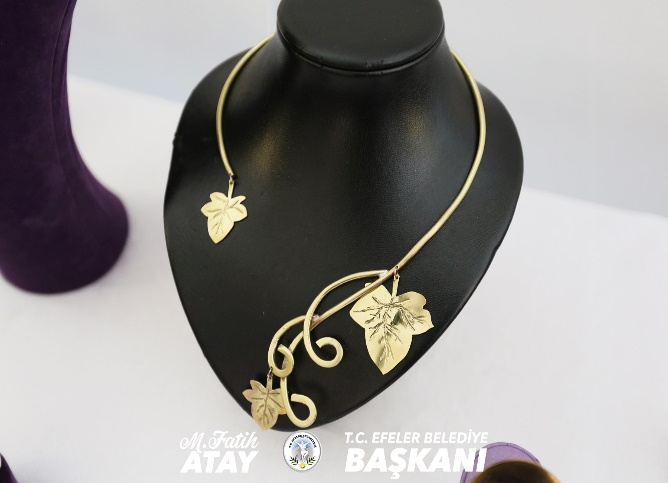 M. Fatih
ATAY
T.C. EFELER BELEDİYE
BAŞKANI